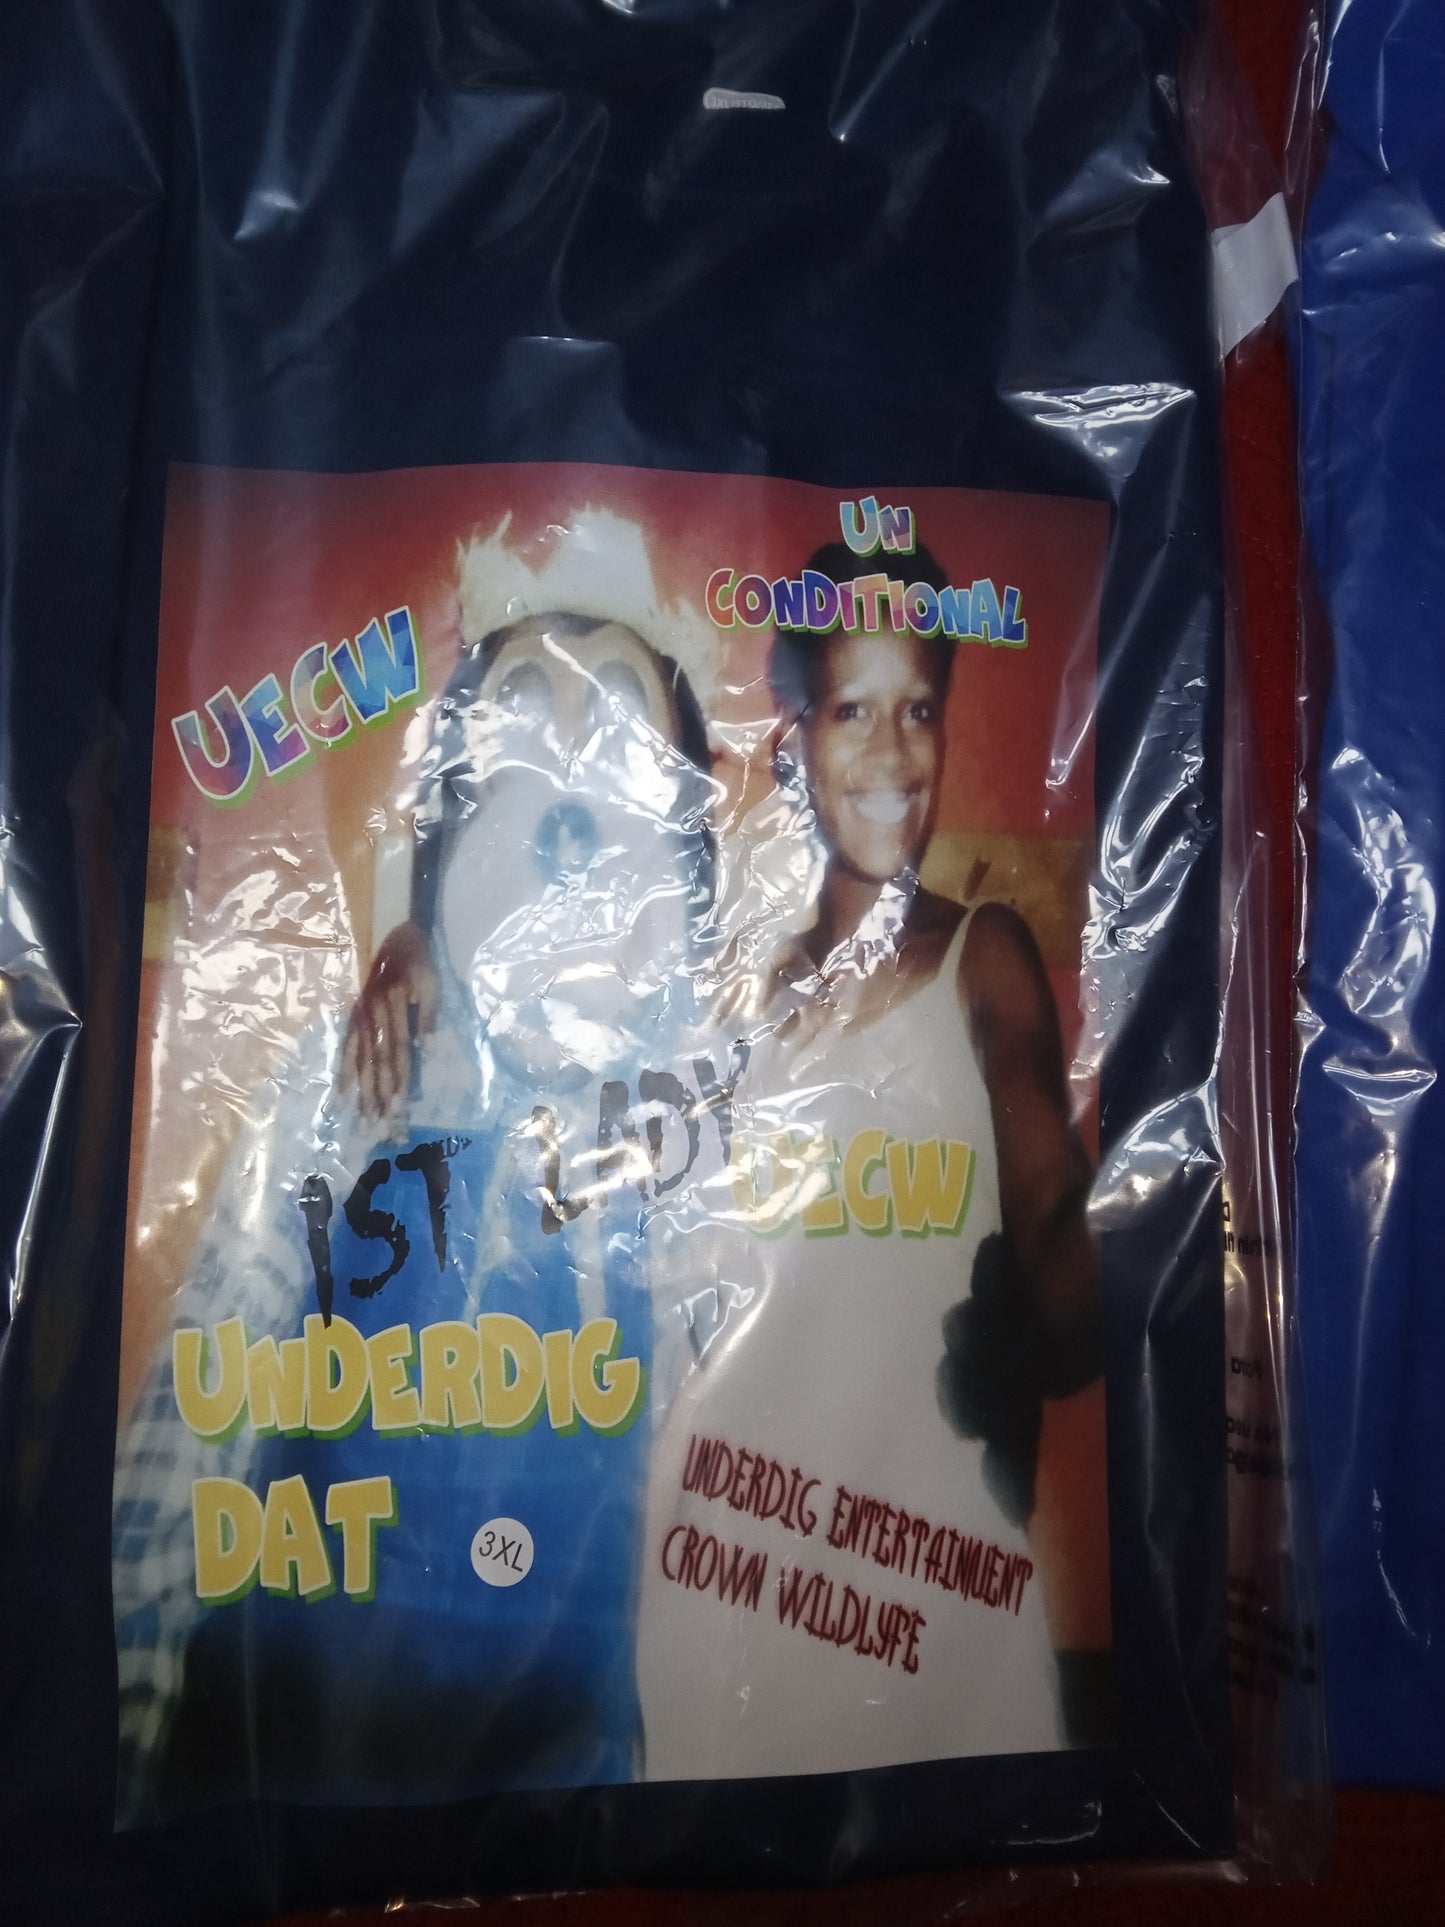 UN
CONDITIONAL
UECW
1ST LADY
UECW
UNDERDIG
DAT
3XL
UNDERDIG ENTERTAINMENT
CROWN WILDLYFE